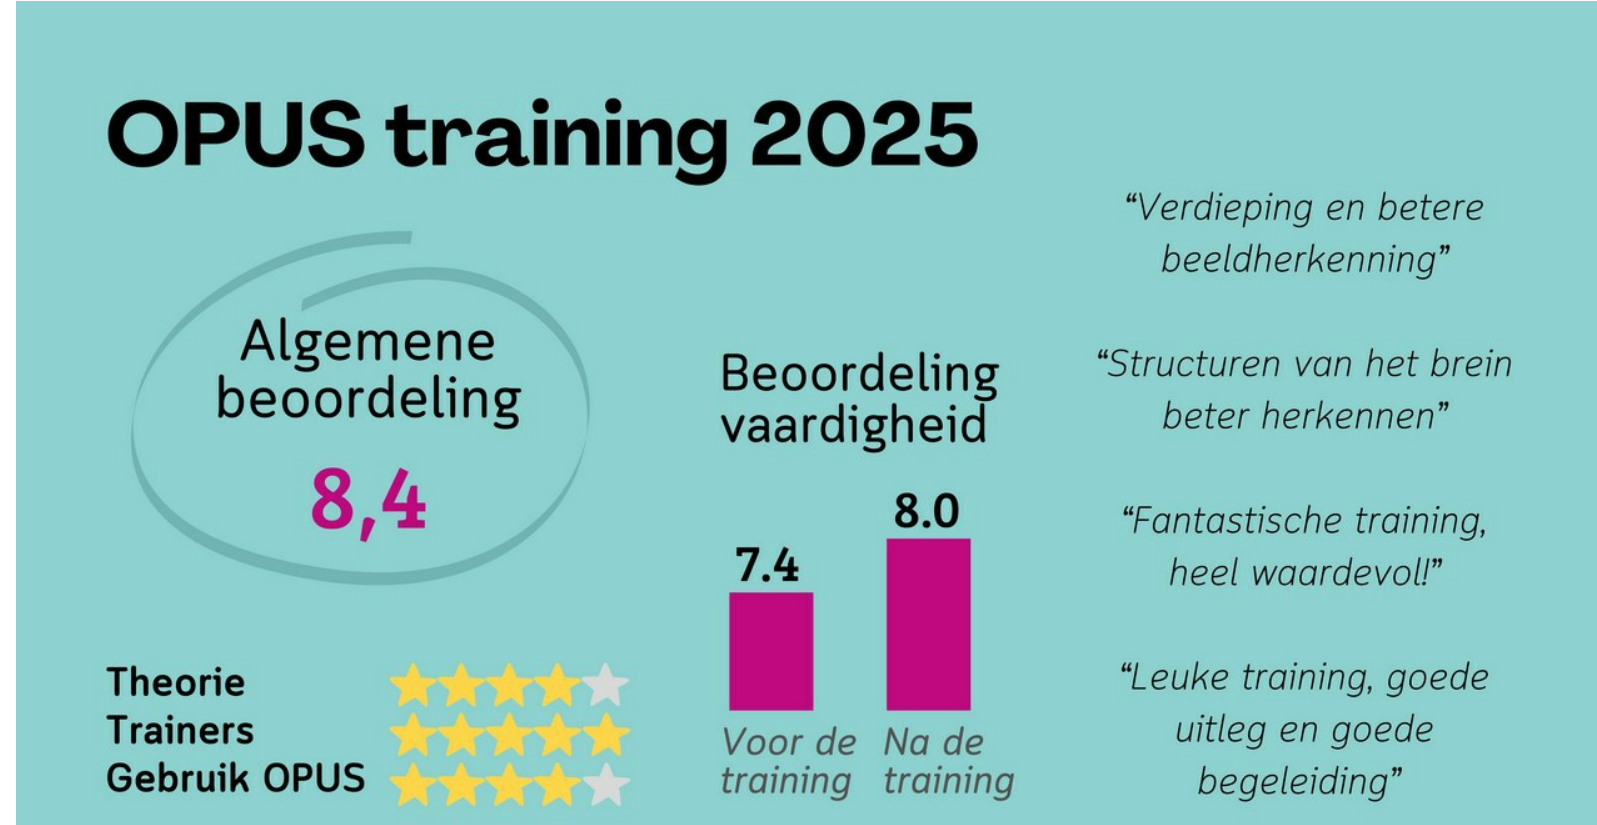 OPUS training 2025
Algemene
beoordeling
8,4
Theorie
Trainers
Gebruik OPUS
Beoordeling
vaardigheid
7.4
8.0
Voor de
training
Na de
training
“Verdieping en betere
beeldherkenning”
“Structuren van het brein
beter herkennen”
“Fantastische training,
heel waardevol!”
“Leuke training, goede
uitleg en goede
begeleiding”